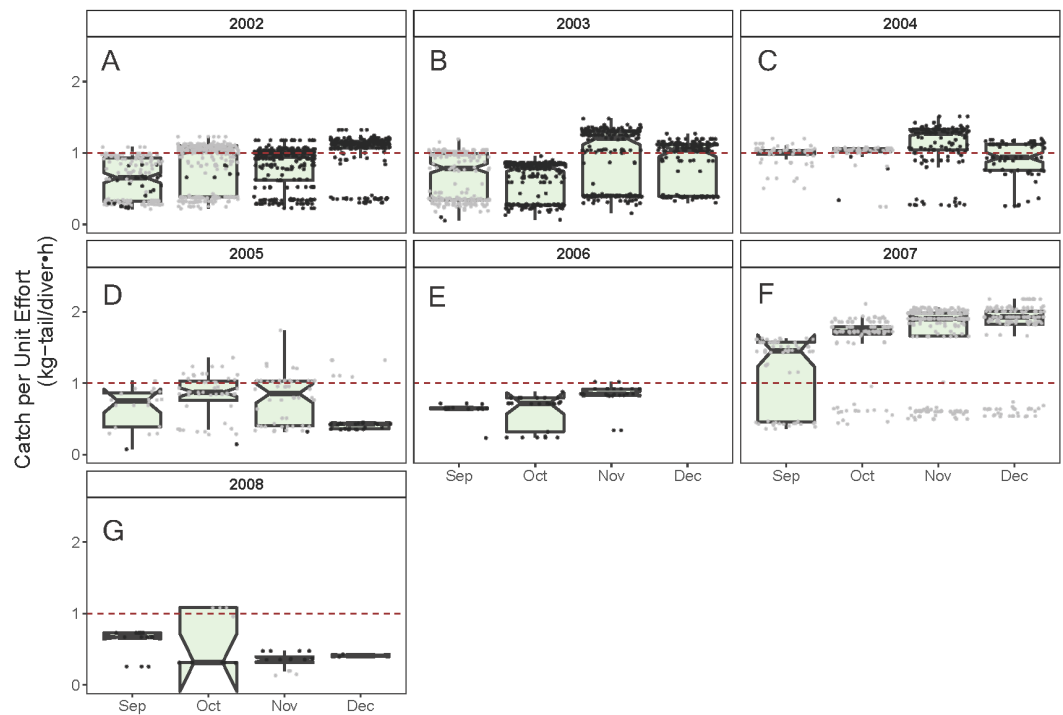 2002
2003
2004
A
B
C
2
1
0
2005
2006
2007
D
E
F
2
1
0
Catch per Unit Effort
(kg−tail/diver•h)
Sep Oct Nov Dec
Sep Oct Nov Dec
2008
G
2
1
0
Sep Oct Nov Dec